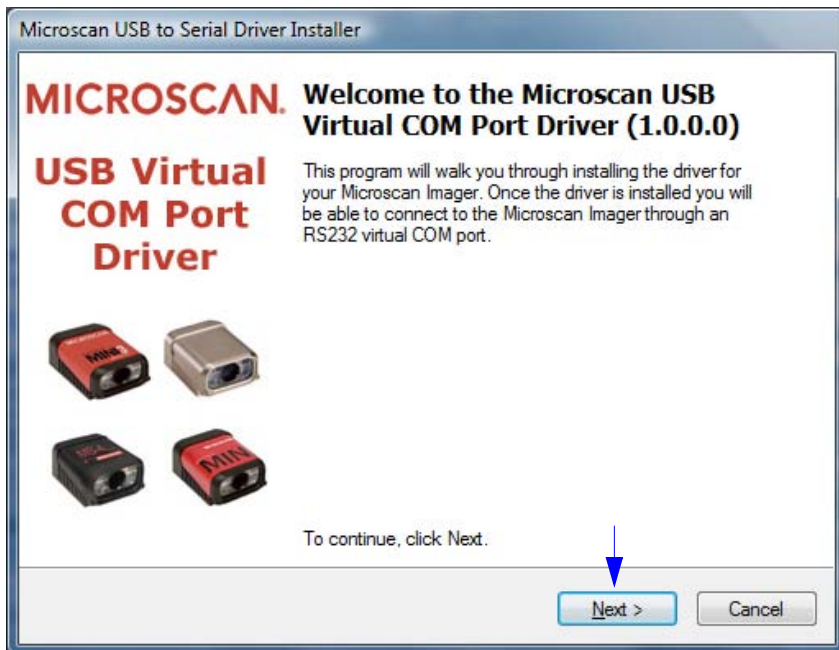 Microscan USB to Serial Driver Installer
MICROSCAN.
USB Virtual
COM Port
Driver
Welcome to the Microscan USB
Virtual COM Port Driver (1.0.0.0)
This program will walk you through installing the driver for
your Microscan Imager. Once the driver is installed you will
be able to connect to the Microscan Imager through an
RS232 virtual COM port.
MINI
MINI
To continue, click Next.
Next >
Cancel